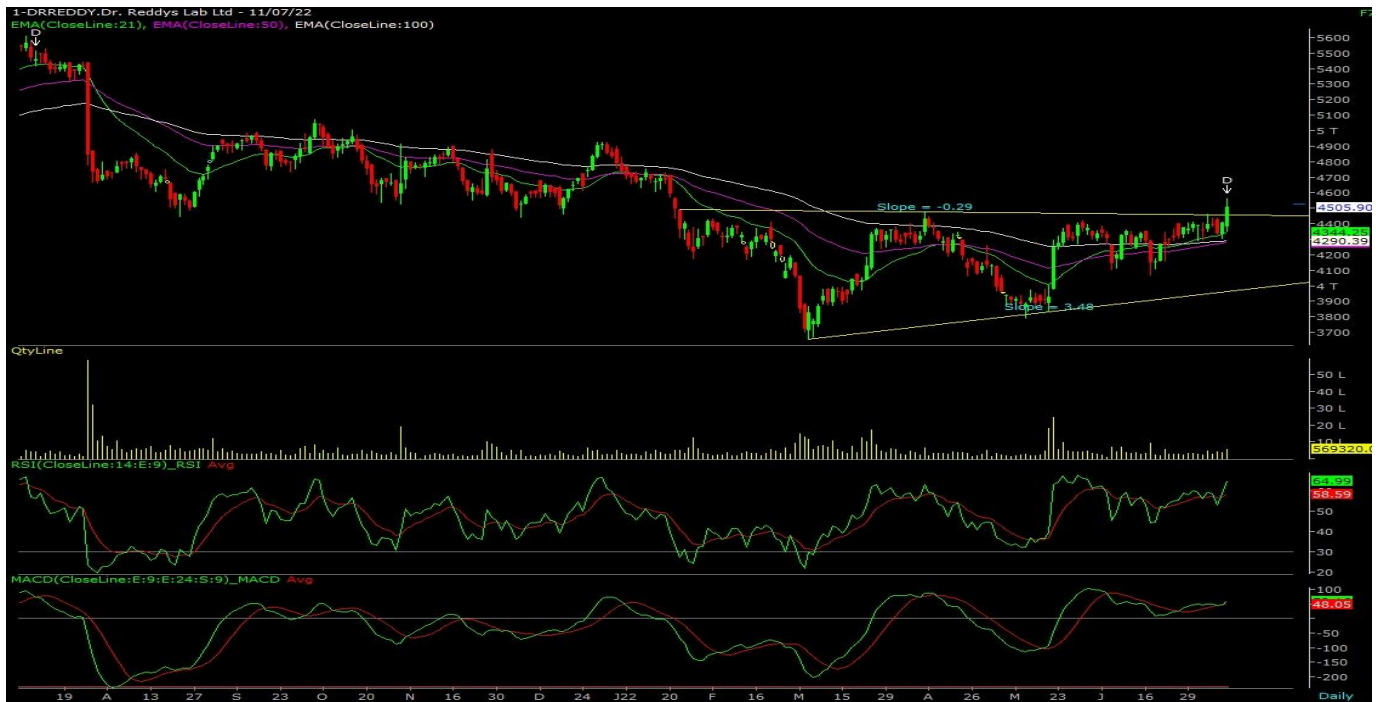 1-DRREDDY.Dr. Reddys Lab Ltd - 11/07/22
EMA(CloseLine:21), EMA(CloseLine:50), EMA(CloseLine:100)
D
5600
5500
5400
5300
5200
5100
5 T
4900
4800
4700
D
4600
Slope = -0.29
4505.90
4400
4344.25
4290.39
4200
4100
4 T
3900
Slope = 3.48
3800
3700
QtyLine
50 L
40 L
30 L
20 L
10 L
569320.0
RSI(CloseLine:14:E:9)_RSI Avg
64.99
58.59
50
40
30
20
MACD(CloseLine:E:9:E:24:S:9)_MACD Avg
100
48.05
-50
-100
-150
-200
19 A 13 27 S 23 O 20 N 16 30 D 24 J22 20 F 16 M 15 29 A 26 M 23 J 16 29 Daily